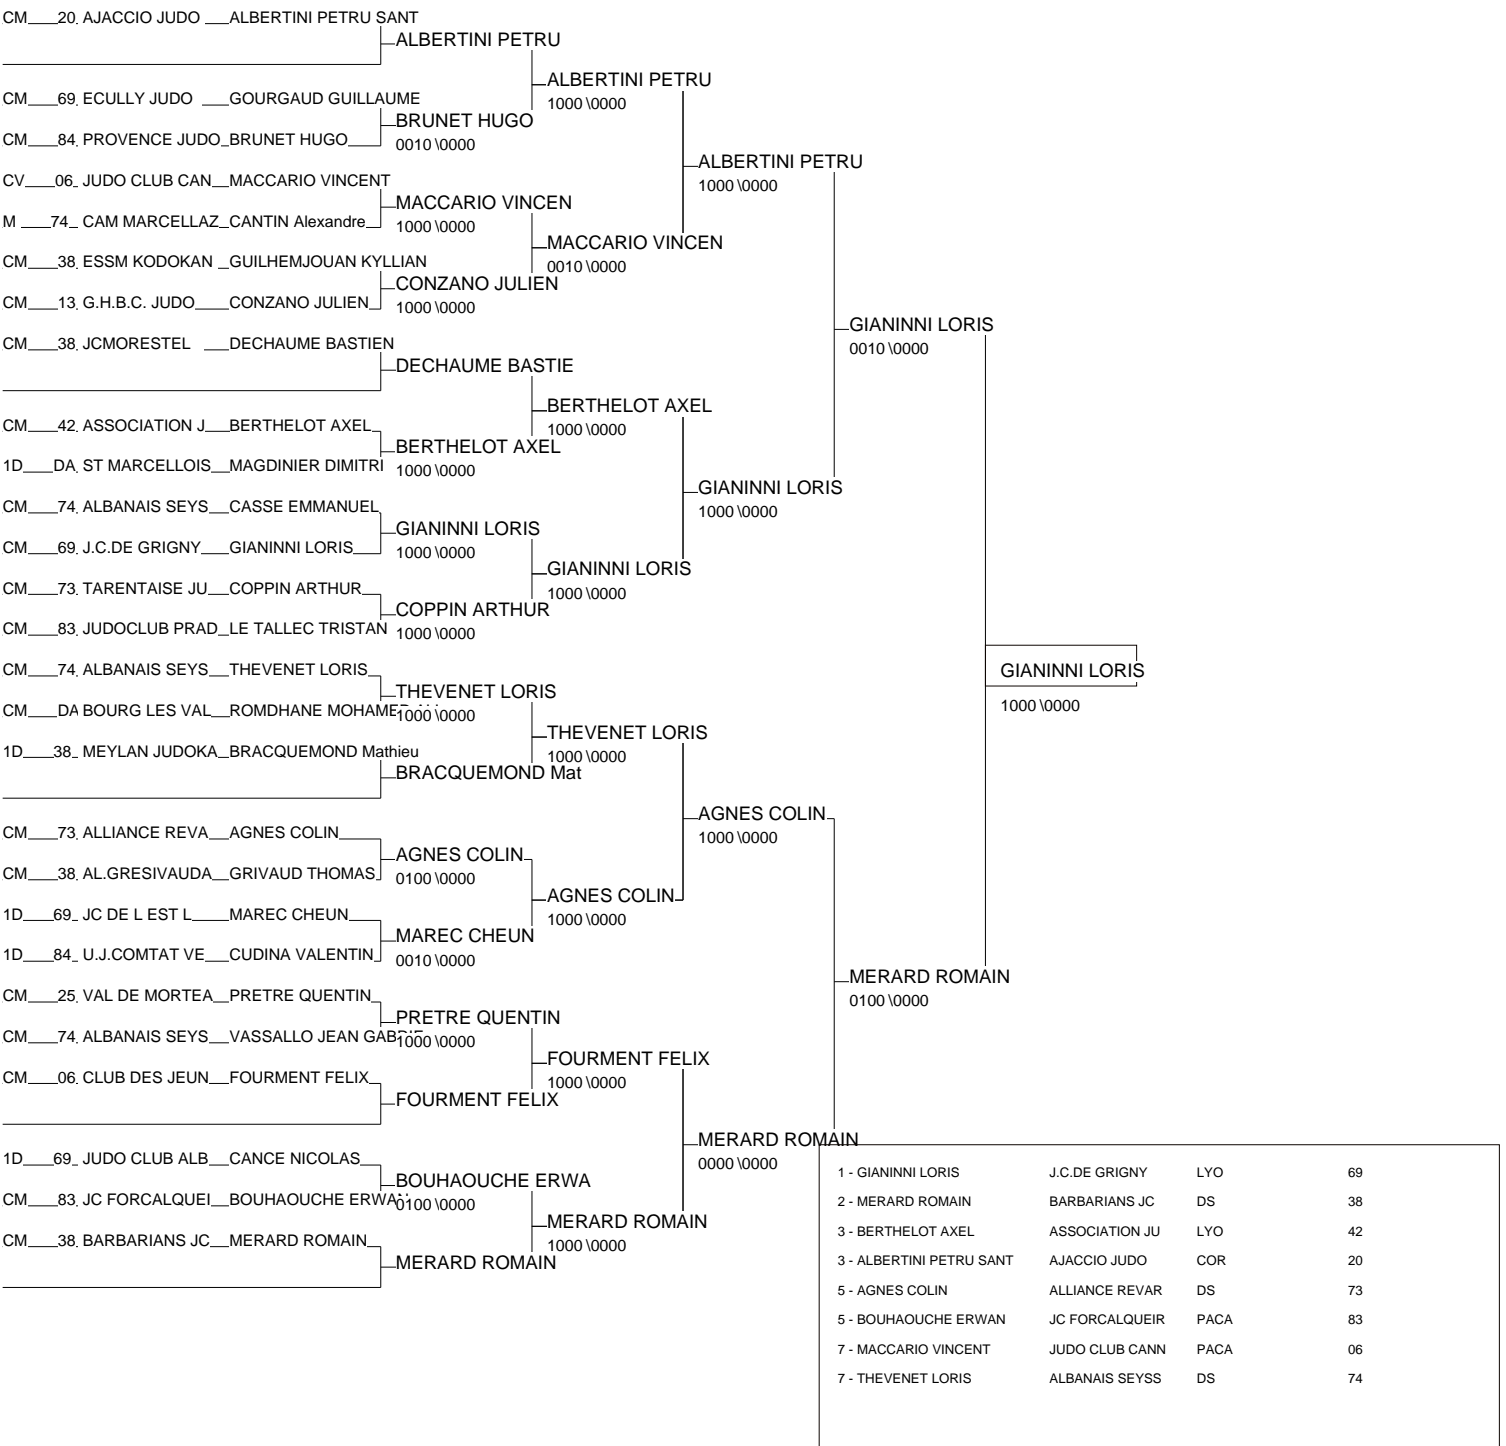 CM 20 AJACCIO JUDO ALBERTINI PETRU SANT
ALBERTINI PETRU
ALBERTINI PETRU
1000 \0000
CM 69 ECULLY JUDO GOURGAUD GUILLAUME
BRUNET HUGO
0010 \0000
CM 84 PROVENCE JUDO BRUNET HUGO
ALBERTINI PETRU
1000 \0000
CV 06 JUDO CLUB CAN MACCARIO VINCENT
MACCARIO VINCEN
1000 \0000
M 74 CAM MARCELLAZ CANTIN Alexandre
MACCARIO VINCEN
0010 \0000
CM 38 ESSM KODOKAN GUILHEMJOUAN KYLLIAN
CONZANO JULIEN
1000 \0000
CM 13 G.H.B.C. JUDO CONZANO JULIEN
GIANINNI LORIS
0010 \0000
CM 38 JCMORESTEL DECHAUME BASTIEN
DECHAUME BASTIE
BERTHELOT AXEL
1000 \0000
CM 42 ASSOCIATION J BERTHELOT AXEL
BERTHELOT AXEL
1000 \0000
1D DA ST MARCELLOIS MAGDINIER DIMITRI
GIANINNI LORIS
1000 \0000
CM 74 ALBANAIS SEYS CASSE EMMANUEL
GIANINNI LORIS
1000 \0000
CM 69 J.C.DE GRIGNY GIANINNI LORIS
GIANINNI LORIS
1000 \0000
CM 73 TARENTAISE JU COPPIN ARTHUR
COPPIN ARTHUR
1000 \0000
CM 83 JUDOCLUB PRAD LE TALLEC TRISTAN
GIANINNI LORIS
1000 \0000
CM 74 ALBANAIS SEYS THEVENET LORIS
THEVENET LORIS
1000 \0000
CM DA BOURG LES VAL ROMDHANE MOHAMED
THEVENET LORIS
1000 \0000
1D 38 MEYLAN JUDOKA BRACQUEMOND Mathieu
BRACQUEMOND Mat
AGNES COLIN
1000 \0000
CM 73 ALLIANCE REVA AGNES COLIN
AGNES COLIN
0100 \0000
CM 38 AL.GRESIVAUDA GRIVAUD THOMAS
AGNES COLIN
1000 \0000
1D 69 JC DE L EST L MAREC CHEUN
MAREC CHEUN
0010 \0000
1D 84 U.J.COMTAT VE CUDINA VALENTIN
MERARD ROMAIN
0100 \0000
CM 25 VAL DE MORTEA PRETRE QUENTIN
PRETRE QUENTIN
1000 \0000
CM 74 ALBANAIS SEYS VASSALLO JEAN GABRIE
FOURMENT FELIX
1000 \0000
CM 06 CLUB DES JEUN FOURMENT FELIX
FOURMENT FELIX
MERARD ROMAIN
0000 \0000
1D 69 JUDO CLUB ALB CANCE NICOLAS
BOUHAOUCHE ERWA
0100 \0000
CM 83 JC FORCALQUEI BOUHAOUCHE ERWAN
MERARD ROMAIN
1000 \0000
CM 38 BARBARIANS JC MERARD ROMAIN
MERARD ROMAIN
1 - GIANINNI LORIS J.C.DE GRIGNY LYO 69
2 - MERARD ROMAIN BARBARIANS JC DS 38
3 - BERTHELOT AXEL ASSOCIATION JU LYO 42
3 - ALBERTINI PETRU SANT AJACCIO JUDO COR 20
5 - AGNES COLIN ALLIANCE REVAR DS 73
5 - BOUHAOUCHE ERWAN JC FORCALQUEIR PACA 83
7 - MACCARIO VINCENT JUDO CLUB CANN PACA 06
7 - THEVENET LORIS ALBANAIS SEYSS DS 74